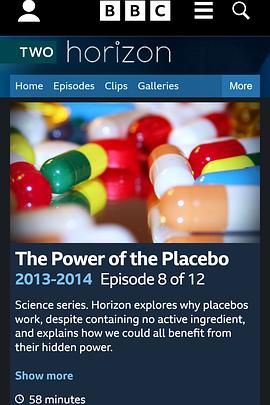 BBC
TWO horizon
Home Episodes Clips Galleries More
The Power of the Placebo
2013-2014 Episode 8 of 12
Science series. Horizon explores why placebos
work, despite containing no active ingredient,
and explains how we could all benefit from
their hidden power.
Show more
58 minutes